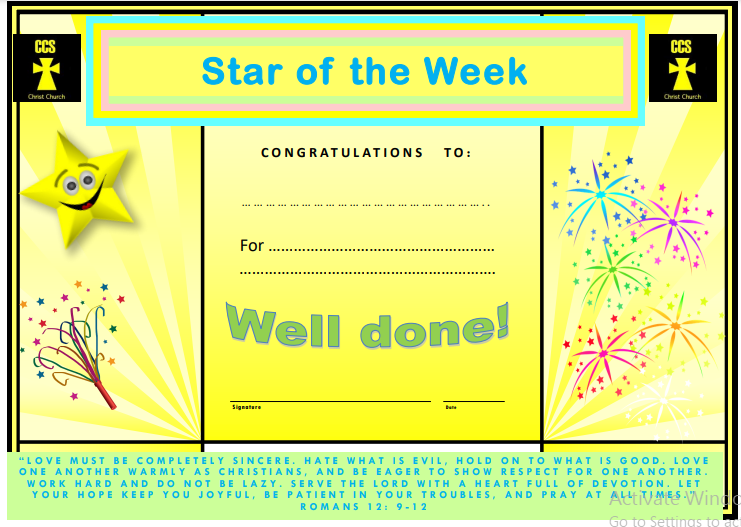 CCS
Christ Church
Star of the Week
CCS
Christ Church
CONGRATULATIONS TO:
………………………………………………………..
For ……………………………………………
……………………………………………………
Well done!
Signature
Date
"LOVE MUST BE COMPLETELY SINCERE. HATE WHAT IS EVIL, HOLD ON TO WHAT IS GOOD. LOVE
ONE ANOTHER WARMLY AS CHRISTIANS, AND BE EAGER TO SHOW RESPECT FOR ONE ANOTHER.
WORK HARD AND DO NOT BE LAZY. SERVE THE LORD WITH A HEART FULL OF DEVOTION. LET
YOUR HOPE KEEP YOU JOYFUL, BE PATIENT IN YOUR TROUBLES, AND PRAY AT ALL TIMES."
ROMANS 12: 9-12
Activate Windo
Go to Settings to ac